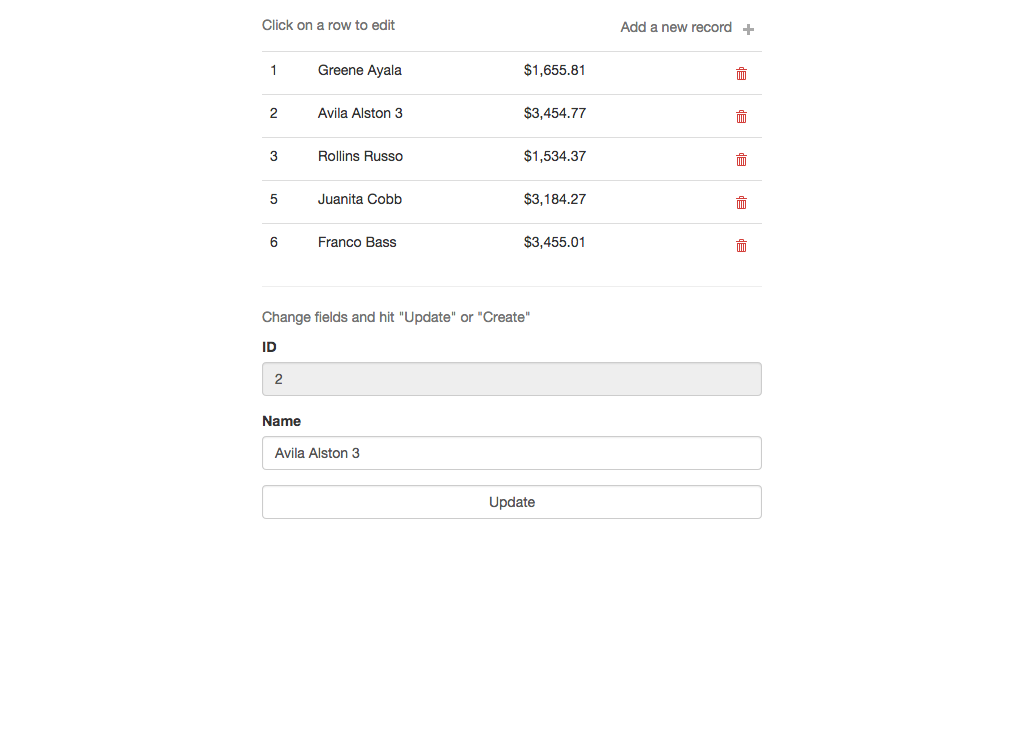 Click on a row to edit
Add a new record
1 Greene Ayala $1,655.81
2 Avila Alston 3 $3,454.77
3 Rollins Russo $1,534.37
5 Juanita Cobb $3,184.27
6 Franco Bass $3,455.01
Change fields and hit "Update" or "Create"
ID
2
Name
Avila Alston 3
Update